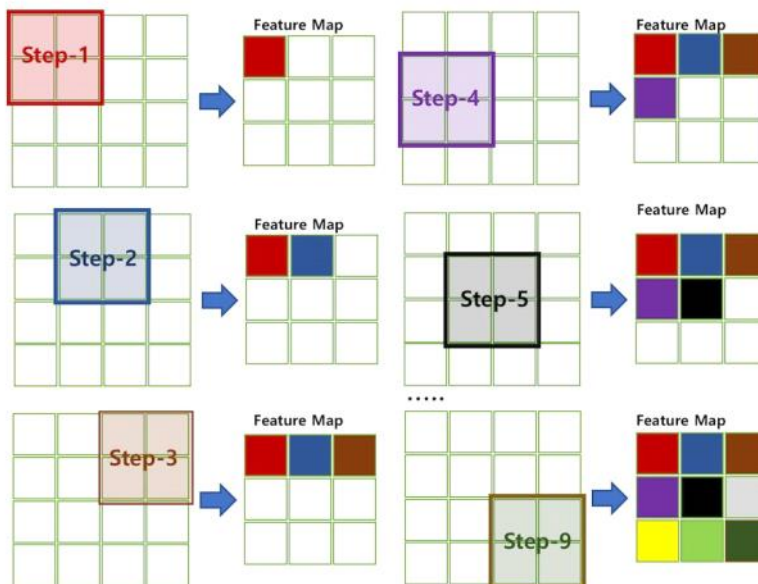 Feature Map
Step-1
Feature Map
Step-4
Feature Map
Step-2
Feature Map
Step-5
.....
Feature Map
Step-3
Feature Map
Step-9